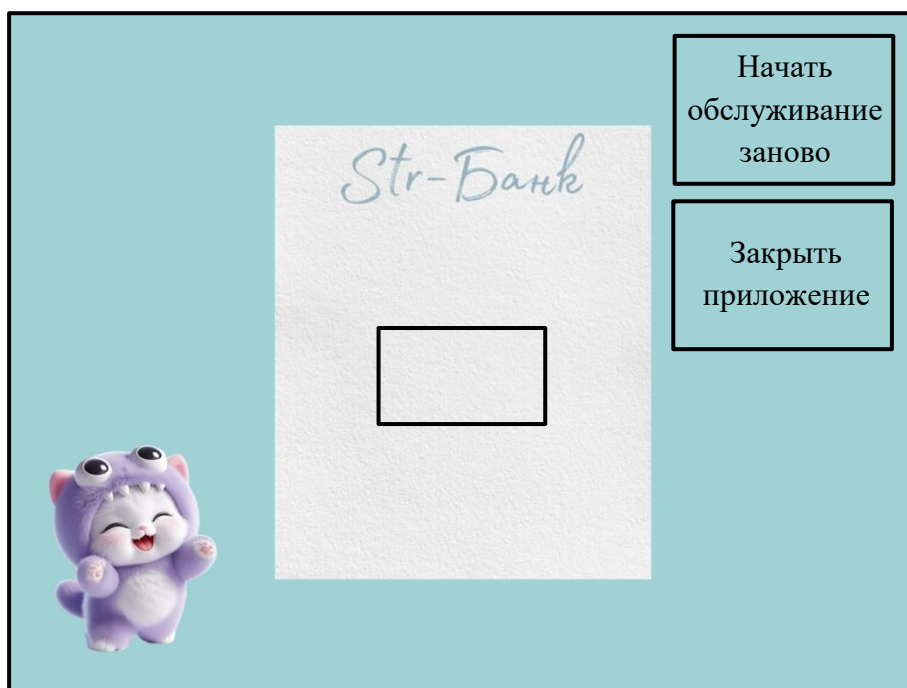 Str-Банк
Начать
обслуживание
заново
Закрыть
приложение